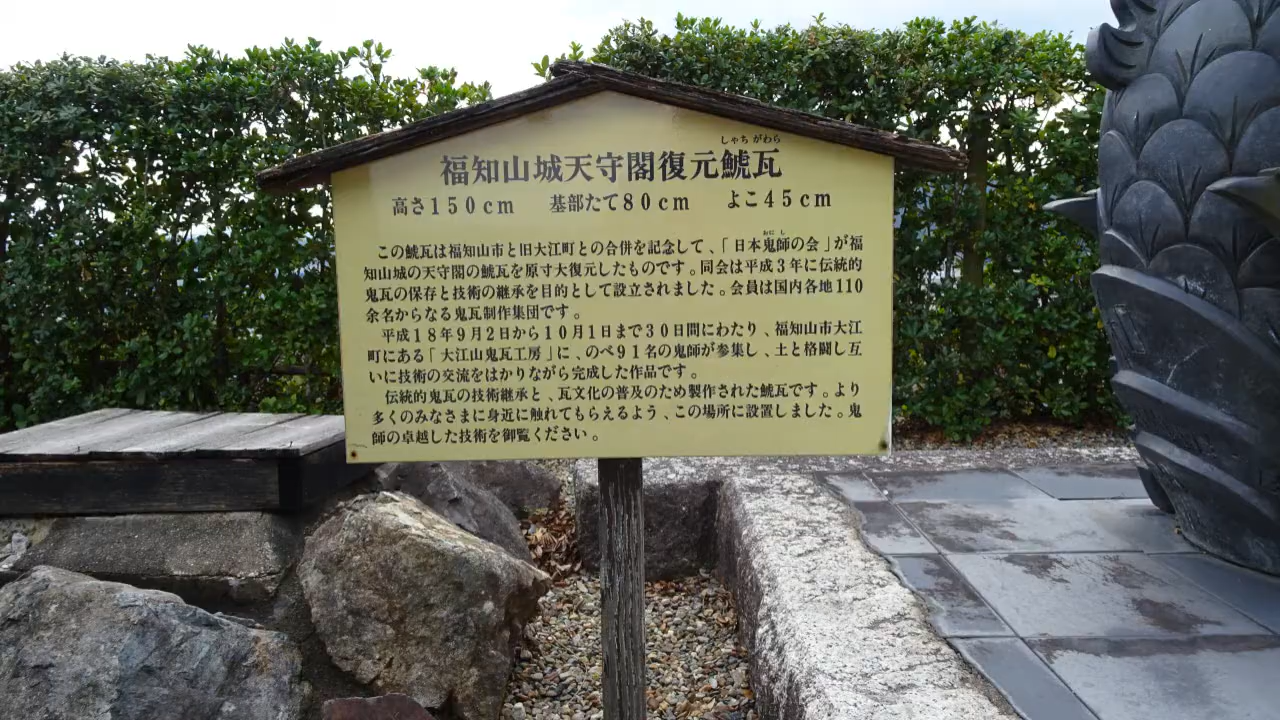 しゃちがわら
福知山城天守閣復元鯱瓦
高さ150cm 基部たて80cm よこ45cm
おにし
この鯱瓦は福知山市と旧大江町との合併を記念して、「日本鬼師の会」が福
知山城の天守閣の鯱瓦を原寸大復元したものです。同会は平成3年に伝統的
鬼瓦の保存と技術の継承を目的として設立されました。会員は国内各地110
余名からなる鬼瓦制作集団です。
平成18年9月2日から10月1日まで30日間にわたり、福知山市大江
町にある「大江山鬼瓦工房」に、のべ91名の鬼師が参集し、土と格闘し互
いに技術の交流をはかりながら完成した作品です。
伝統的鬼瓦の技術継承と、瓦文化の普及のため製作された鯱瓦です。より
多くのみなさまに身近に触れてもらえるよう、この場所に設置しました。鬼
師の卓越した技術を御覧ください。